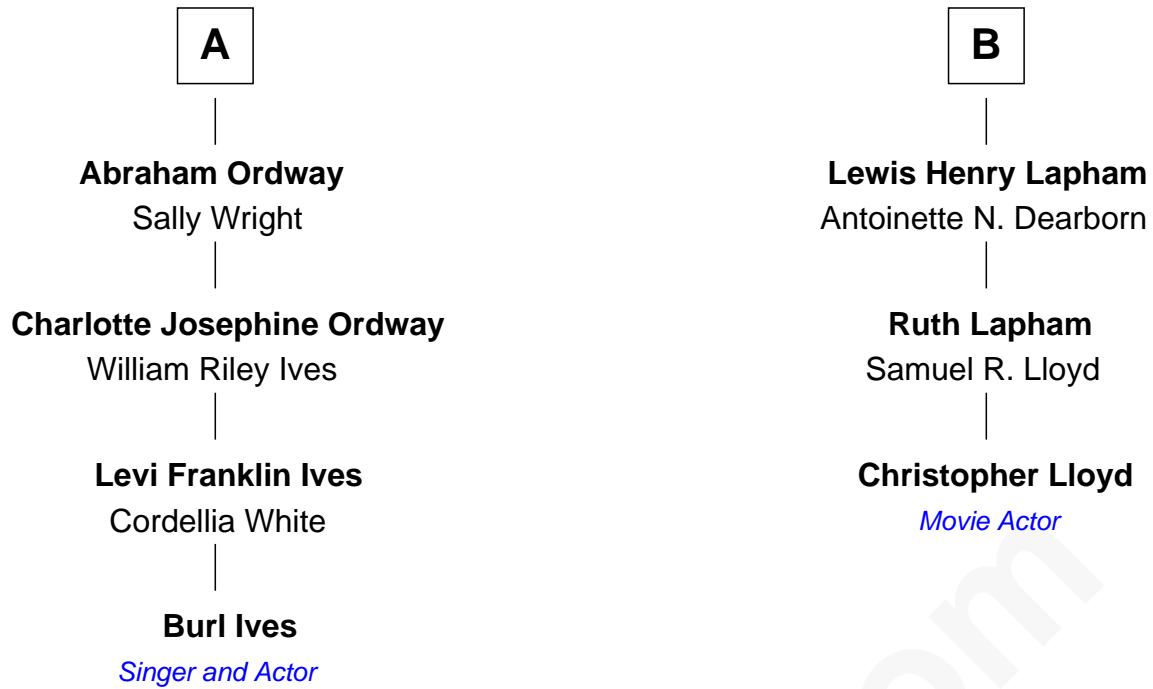 A
Abraham Ordway
Sally Wright
Charlotte Josephine Ordway
William Riley Ives
Levi Franklin Ives
Cordellia White
Burl Ives
Singer and Actor
B
Lewis Henry Lapham
Antoinette N. Dearborn
Ruth Lapham
Samuel R. Lloyd
Christopher Lloyd
Movie Actor
om